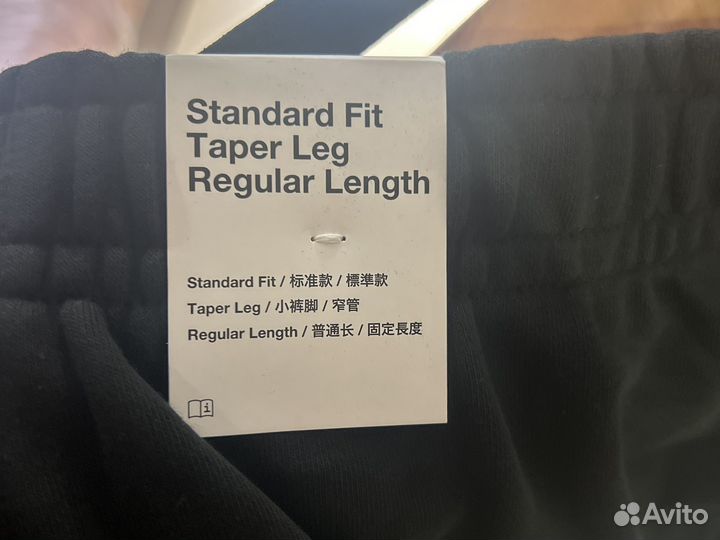 Standard Fit
Taper Leg
Regular Length
Standard Fit / 标准款 / 標準款
Taper Leg / 小裤脚 / 窄管
Regular Length / 普通长 / 固定長度
i
Avito